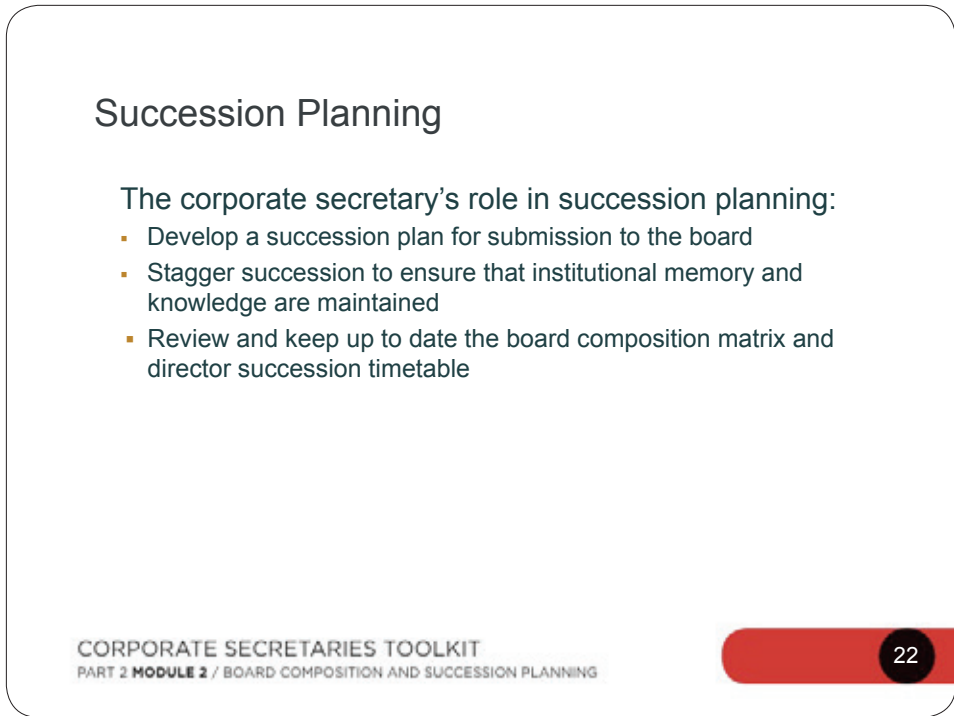 Succession Planning
The corporate secretary’s role in succession planning:
▪ Develop a succession plan for submission to the board
▪ Stagger succession to ensure that institutional memory and
knowledge are maintained
▪ Review and keep up to date the board composition matrix and
director succession timetable
CORPORATE SECRETARIES TOOLKIT
PART 2 MODULE 2 / BOARD COMPOSITION AND SUCCESSION PLANNING
22